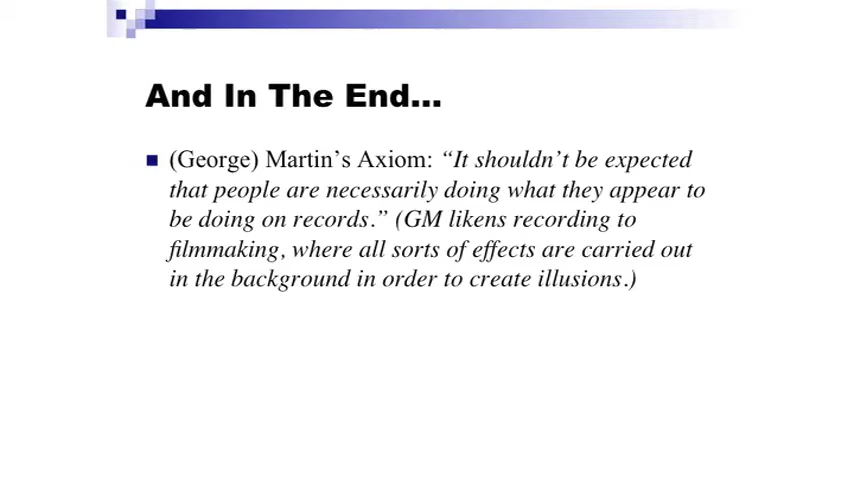 And In The End...
(George) Martin's Axiom: “It shouldn't be expected
that people are necessarily doing what they appear to
be doing on records.” (GM likens recording to
filmmaking, where all sorts of effects are carried out
in the background in order to create illusions.)